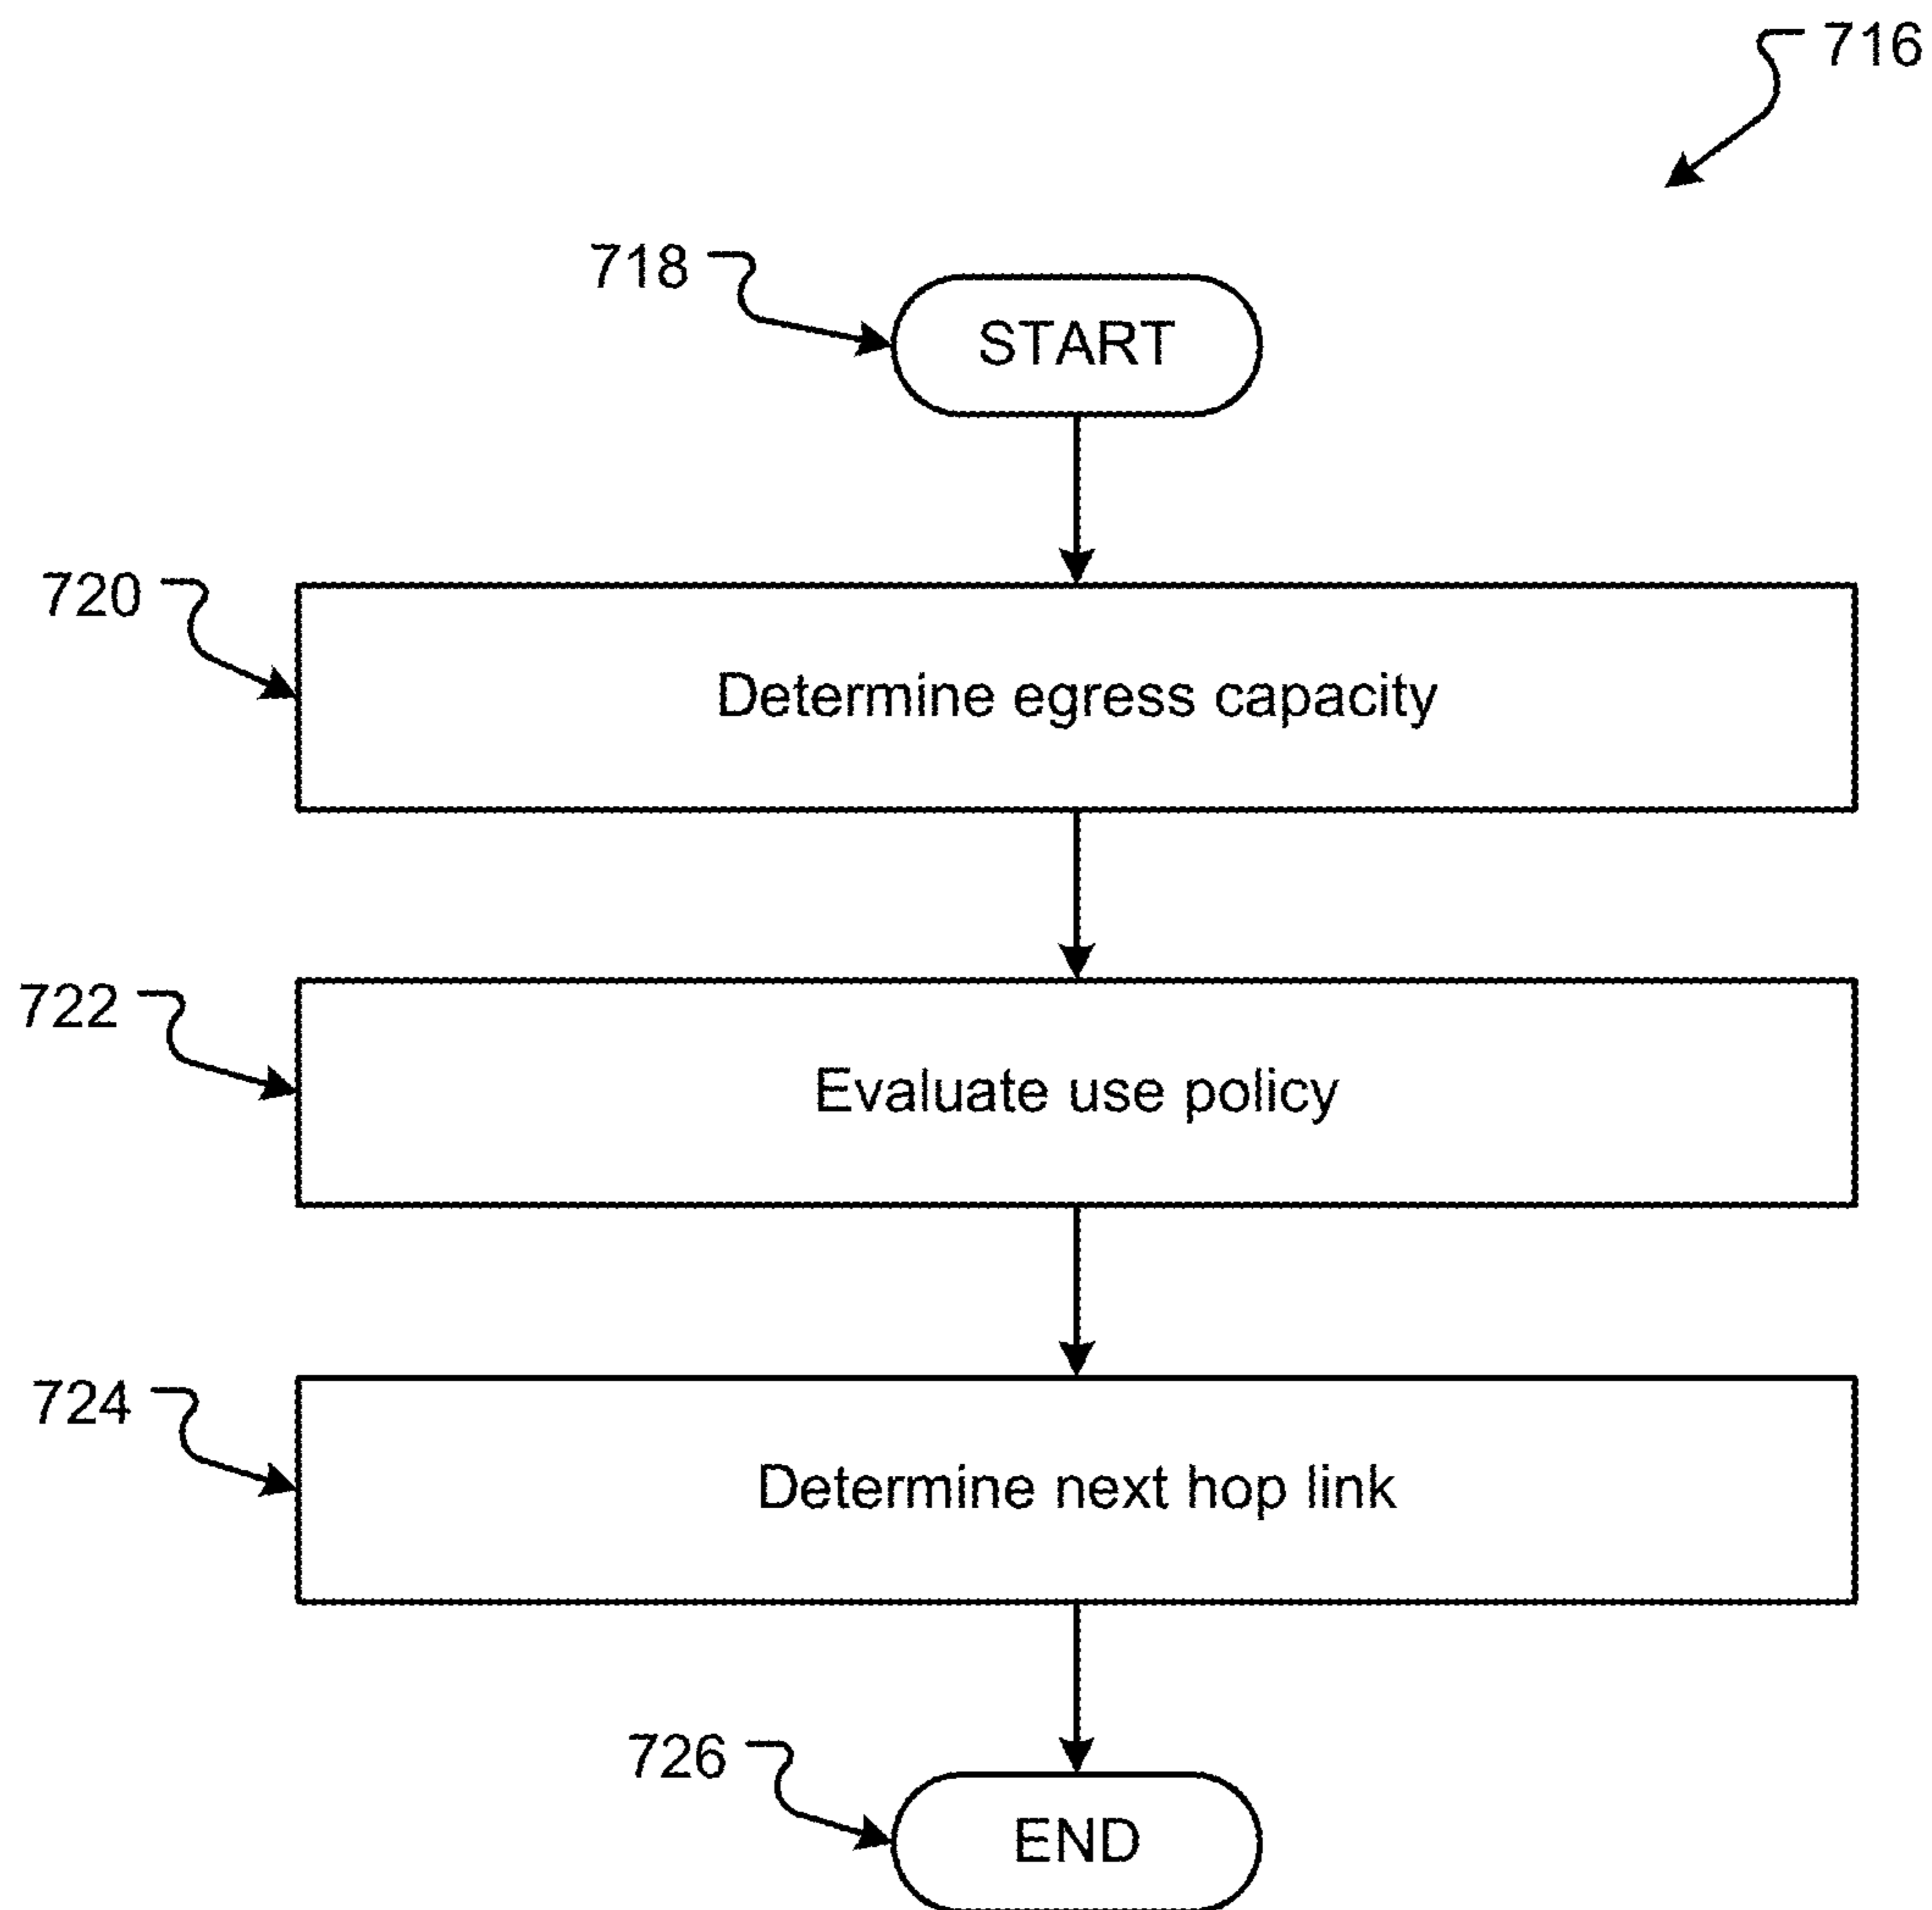 716
718
START
720
Determine egress capacity
722
Evaluate use policy
724
Determine next hop link
726
END